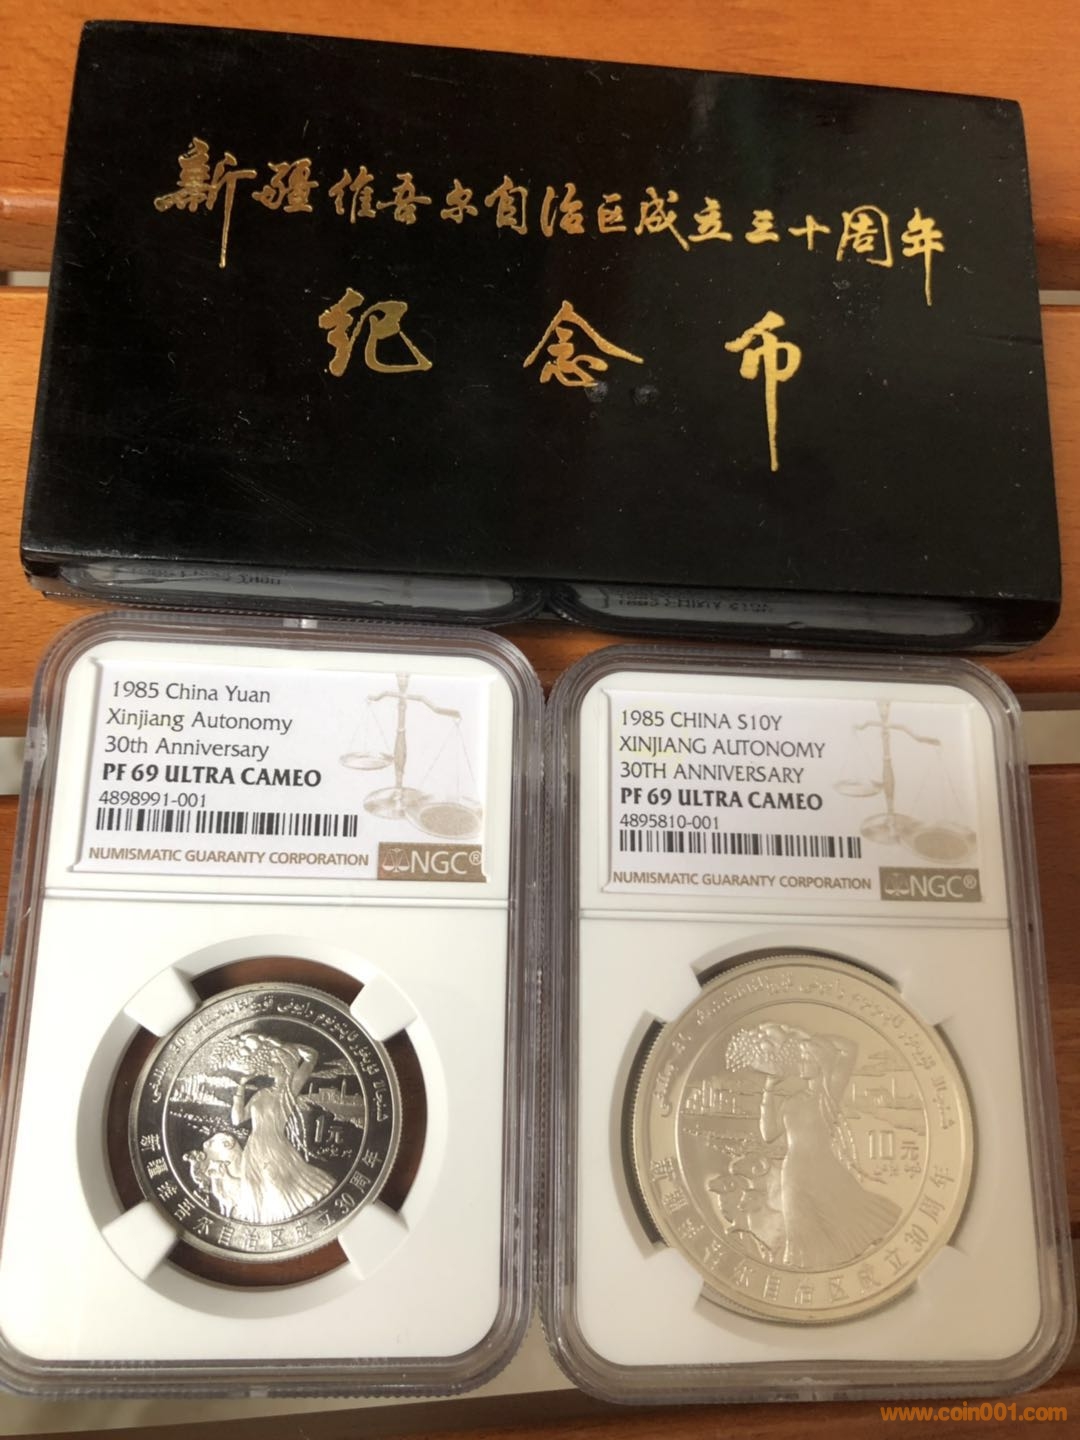 新疆维吾尔自治区成立三十周年
纪念币
1985 China Yuan
Xinjiang Autonomy
30th Anniversary
PF 69 ULTRA CAMEO
4898991-001
NUMISMATIC GUARANTY CORPORATION
NGC®
1985 CHINA S10Y
XINJIANG AUTONOMY
30TH ANNIVERSARY
PF 69 ULTRA CAMEO
4895810-001
NUMISMATIC GUARANTY CORPORATION
NGC®
1元
新疆维吾尔自治区成立30周年
10元
新疆维吾尔自治区成立30周年
www.coin001.com